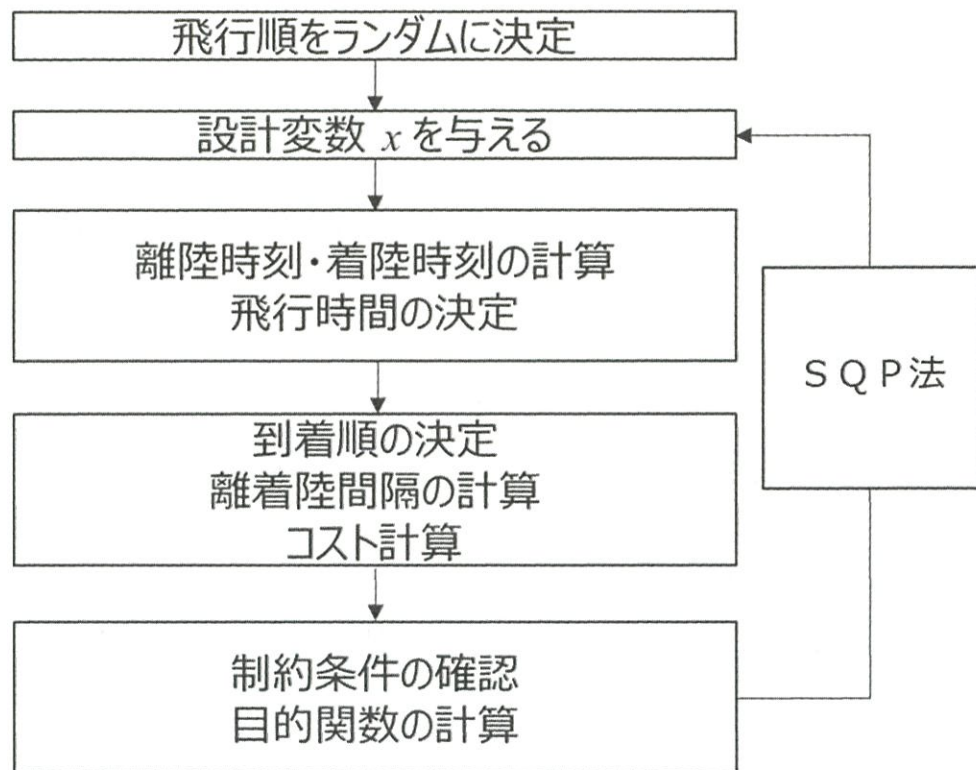 飛行順をランダムに決定
設計変数 x を与える
離陸時刻・着陸時刻の計算
飛行時間の決定
到着順の決定
離着陸間隔の計算
コスト計算
制約条件の確認
目的関数の計算
ＳＱＰ法